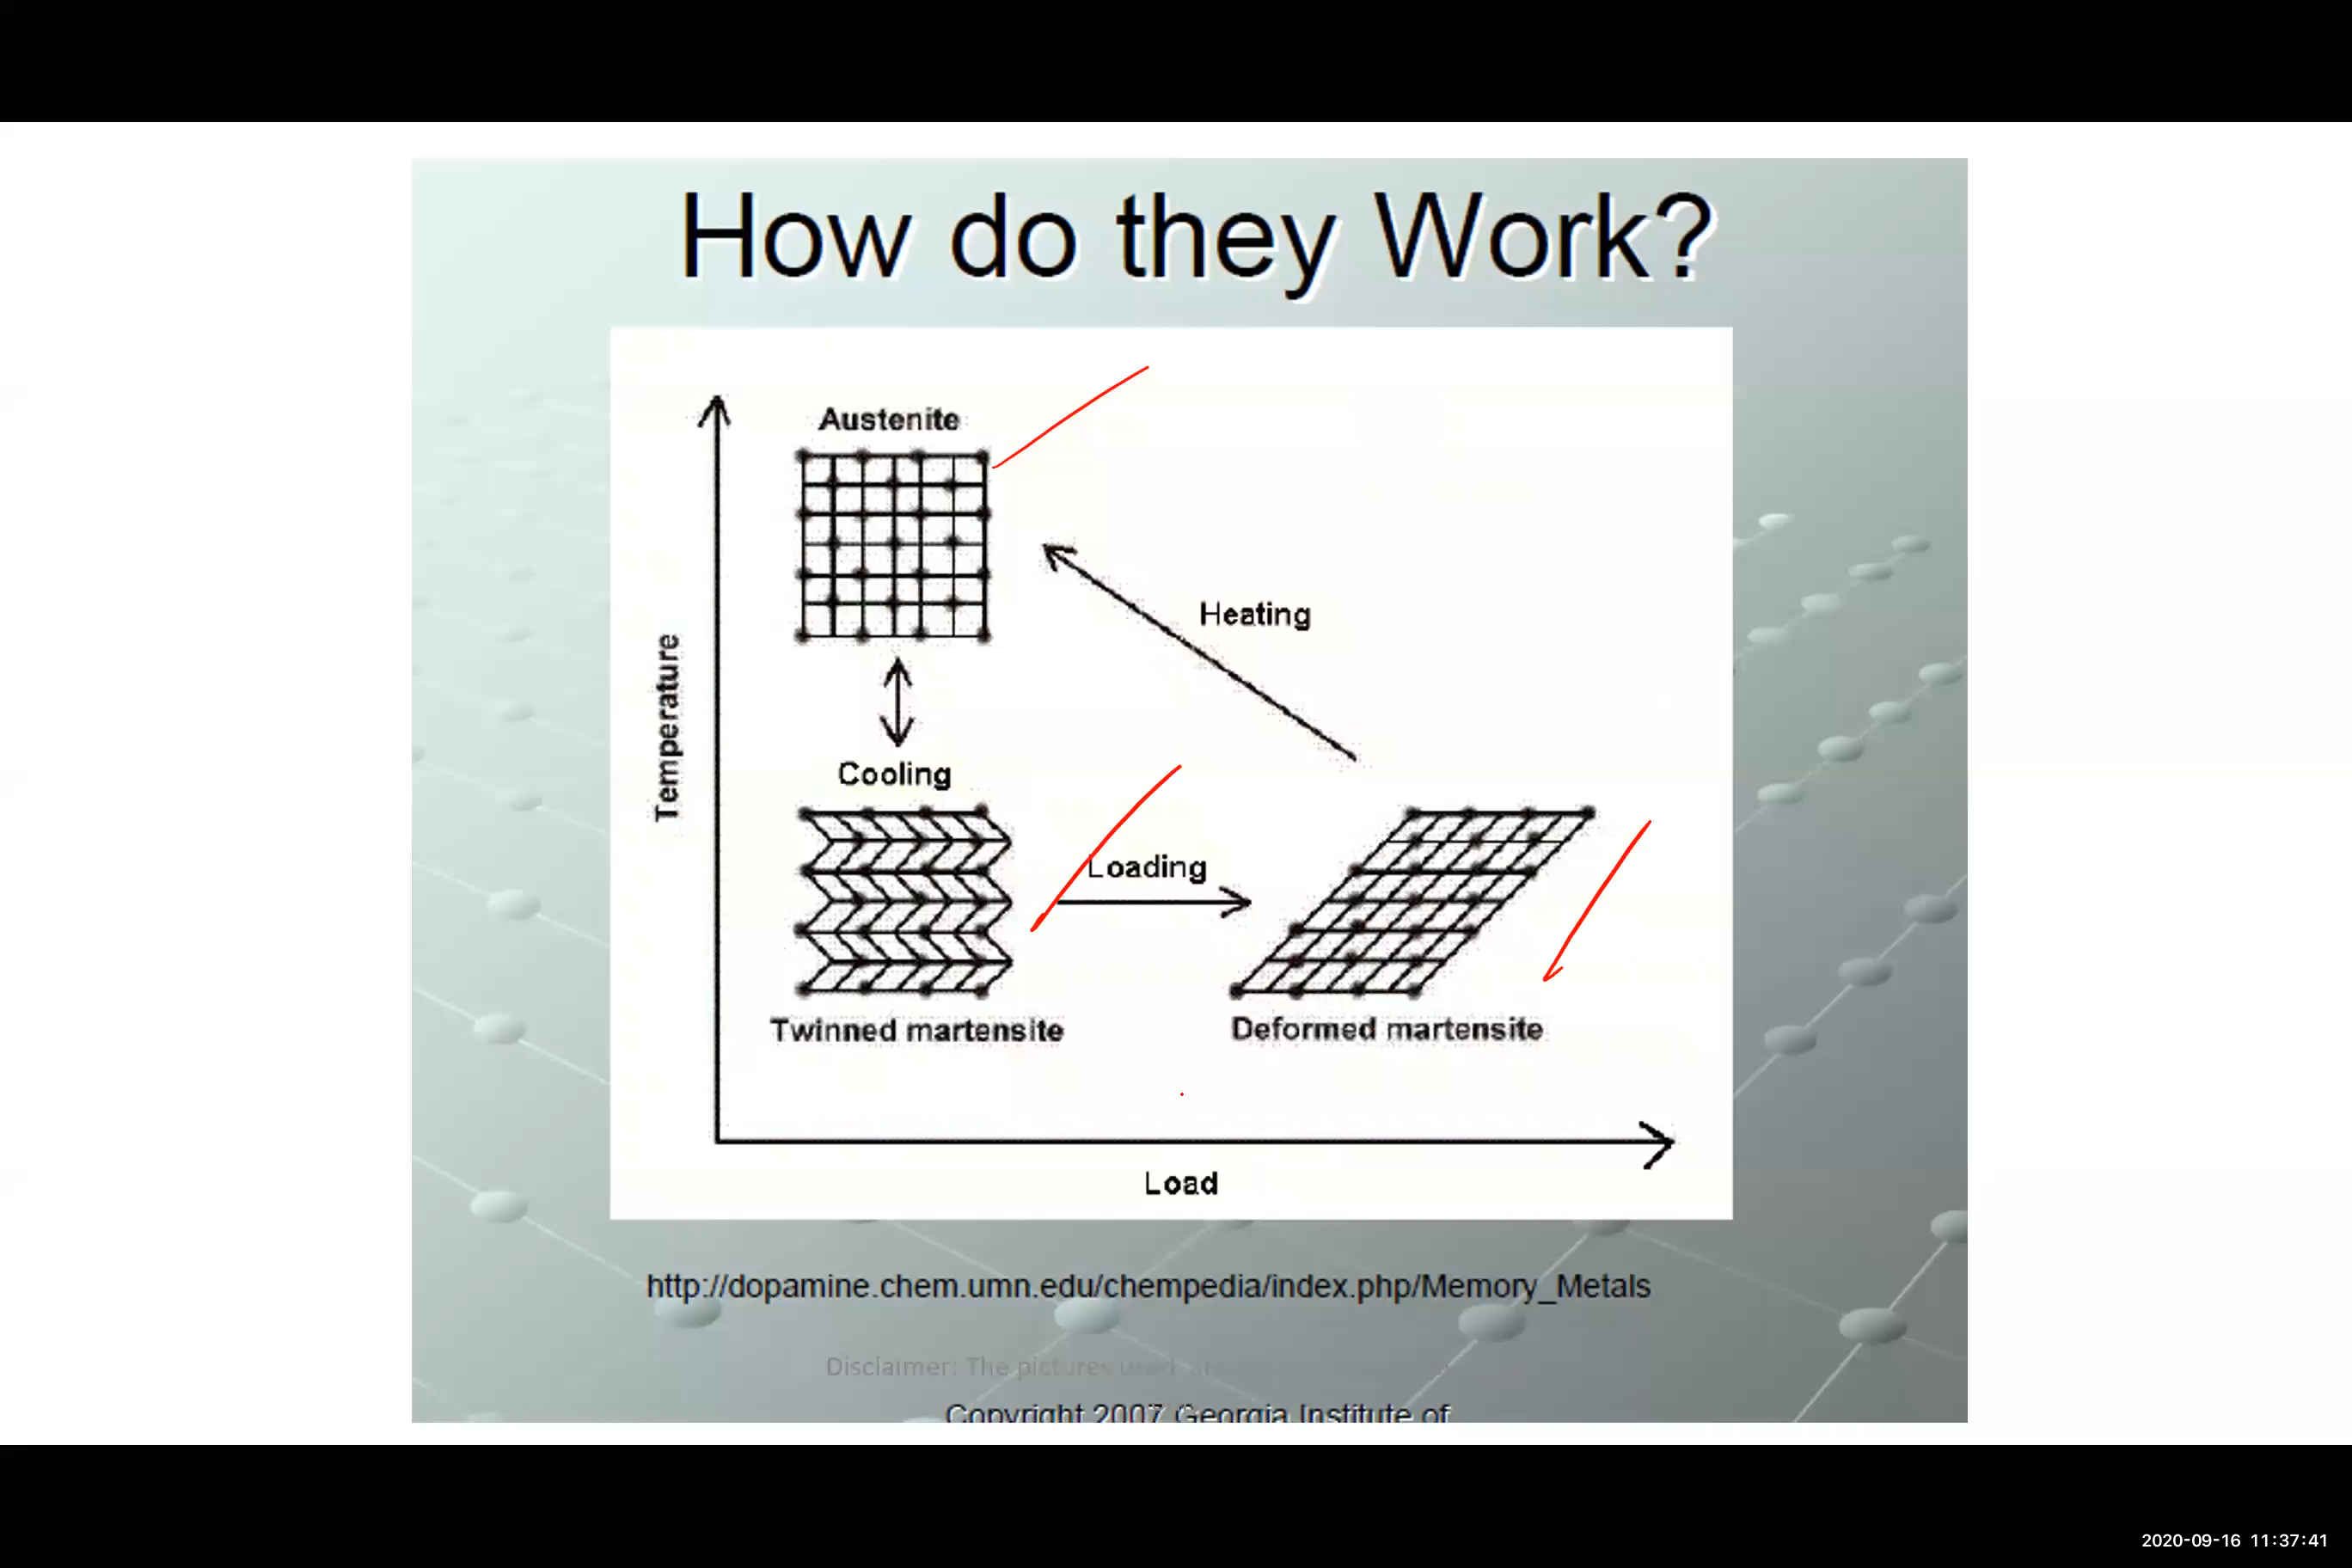 How do they Work?
Austenite
Heating
Temperature
Cooling
Loading
Twinned martensite
Deformed martensite
Load
http://dopamine.chem.umn.edu/chempedia/index.php/Memory_Metals
Disclaimer: The pictures used
Copyright 2007 Georgia Institute of
2020-09-16 11:37:41